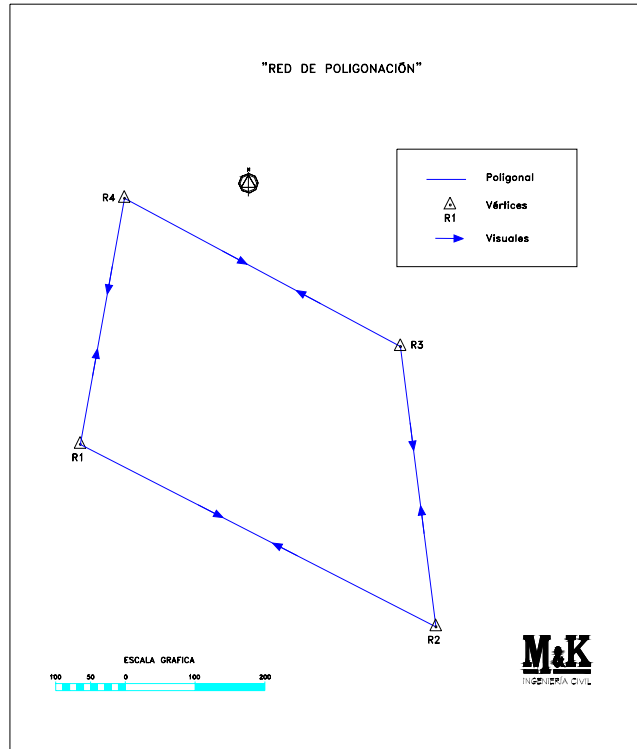 "RED DE POLIGONACIÓN"
N
R4
Poligonal
R1
Vértices
Visuales
R3
R1
R2
ESCALA GRAFICA
100 50 0 100 200
M&K
INGENIERÍA CIVIL